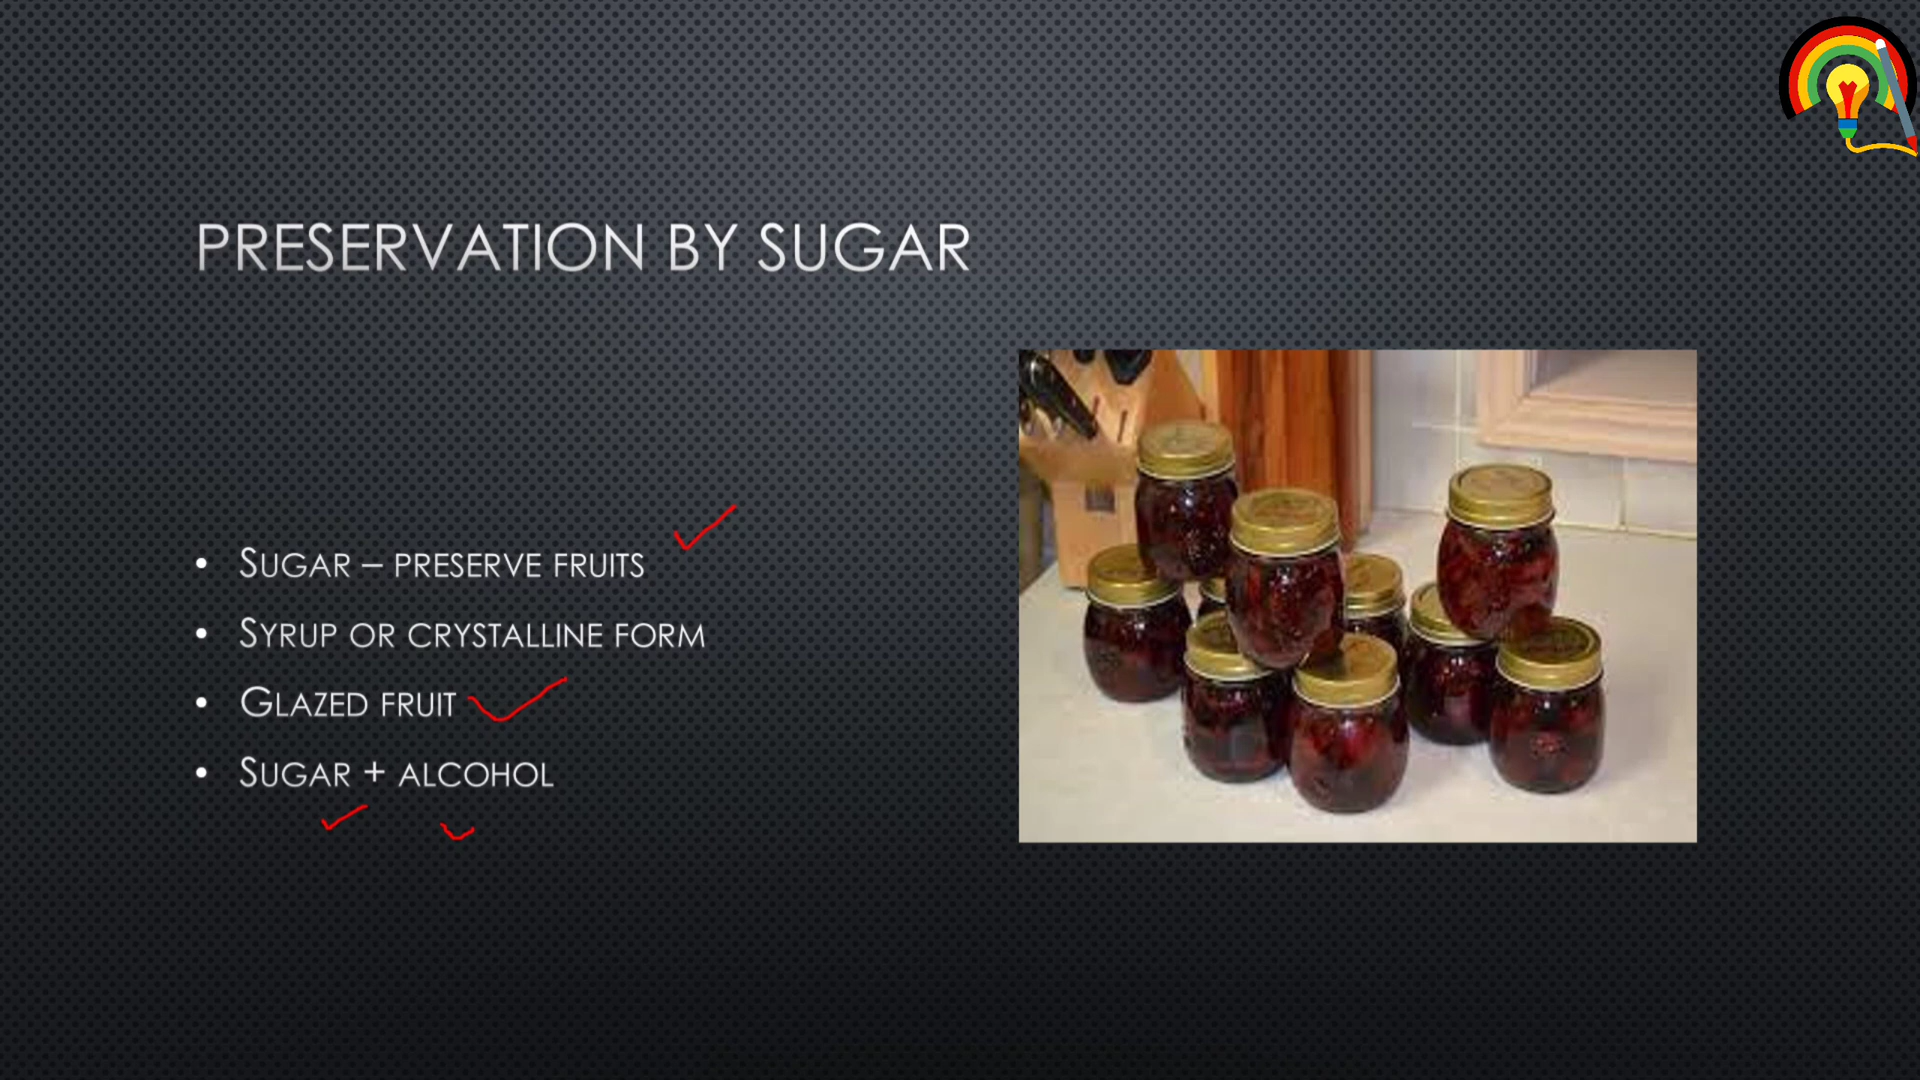 PRESERVATION BY SUGAR
• SUGAR – PRESERVE FRUITS
• SYRUP OR CRYSTALLINE FORM
• GLAZED FRUIT
• SUGAR + ALCOHOL